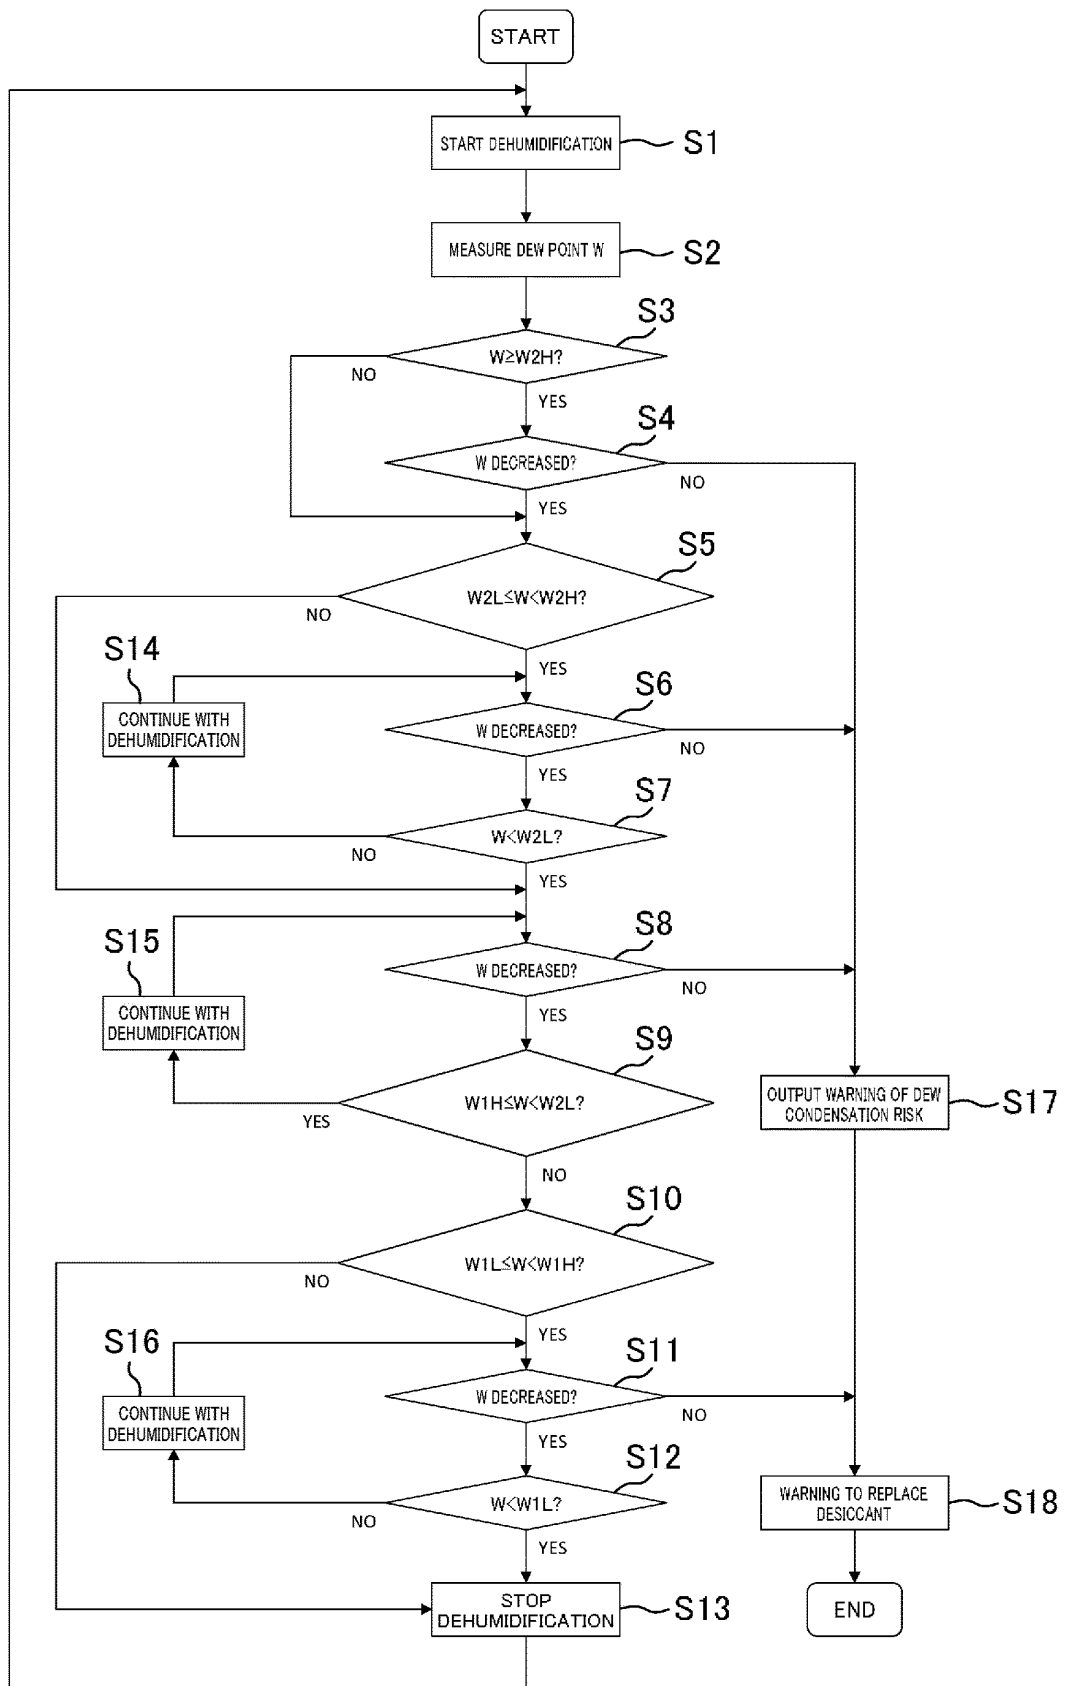 START
START DEHUMIDIFICATION
S1
MEASURE DEW POINT W
S2
S3
W≥W2H?
NO
YES
S4
W DECREASED?
NO
YES
S5
W2L≤W<W2H?
NO
YES
S14
CONTINUE WITH
DEHUMIDIFICATION
S6
W DECREASED?
NO
YES
S7
W<W2L?
NO
YES
S15
CONTINUE WITH
DEHUMIDIFICATION
S8
W DECREASED?
NO
YES
S9
W1H≤W<W2L?
YES
NO
OUTPUT WARNING OF DEW
CONDENSATION RISK
S17
S10
W1L≤W<W1H?
NO
YES
S16
CONTINUE WITH
DEHUMIDIFICATION
S11
W DECREASED?
NO
YES
S12
W<W1L?
NO
YES
WARNING TO REPLACE
DESICCANT
S18
STOP
DEHUMIDIFICATION
S13
END